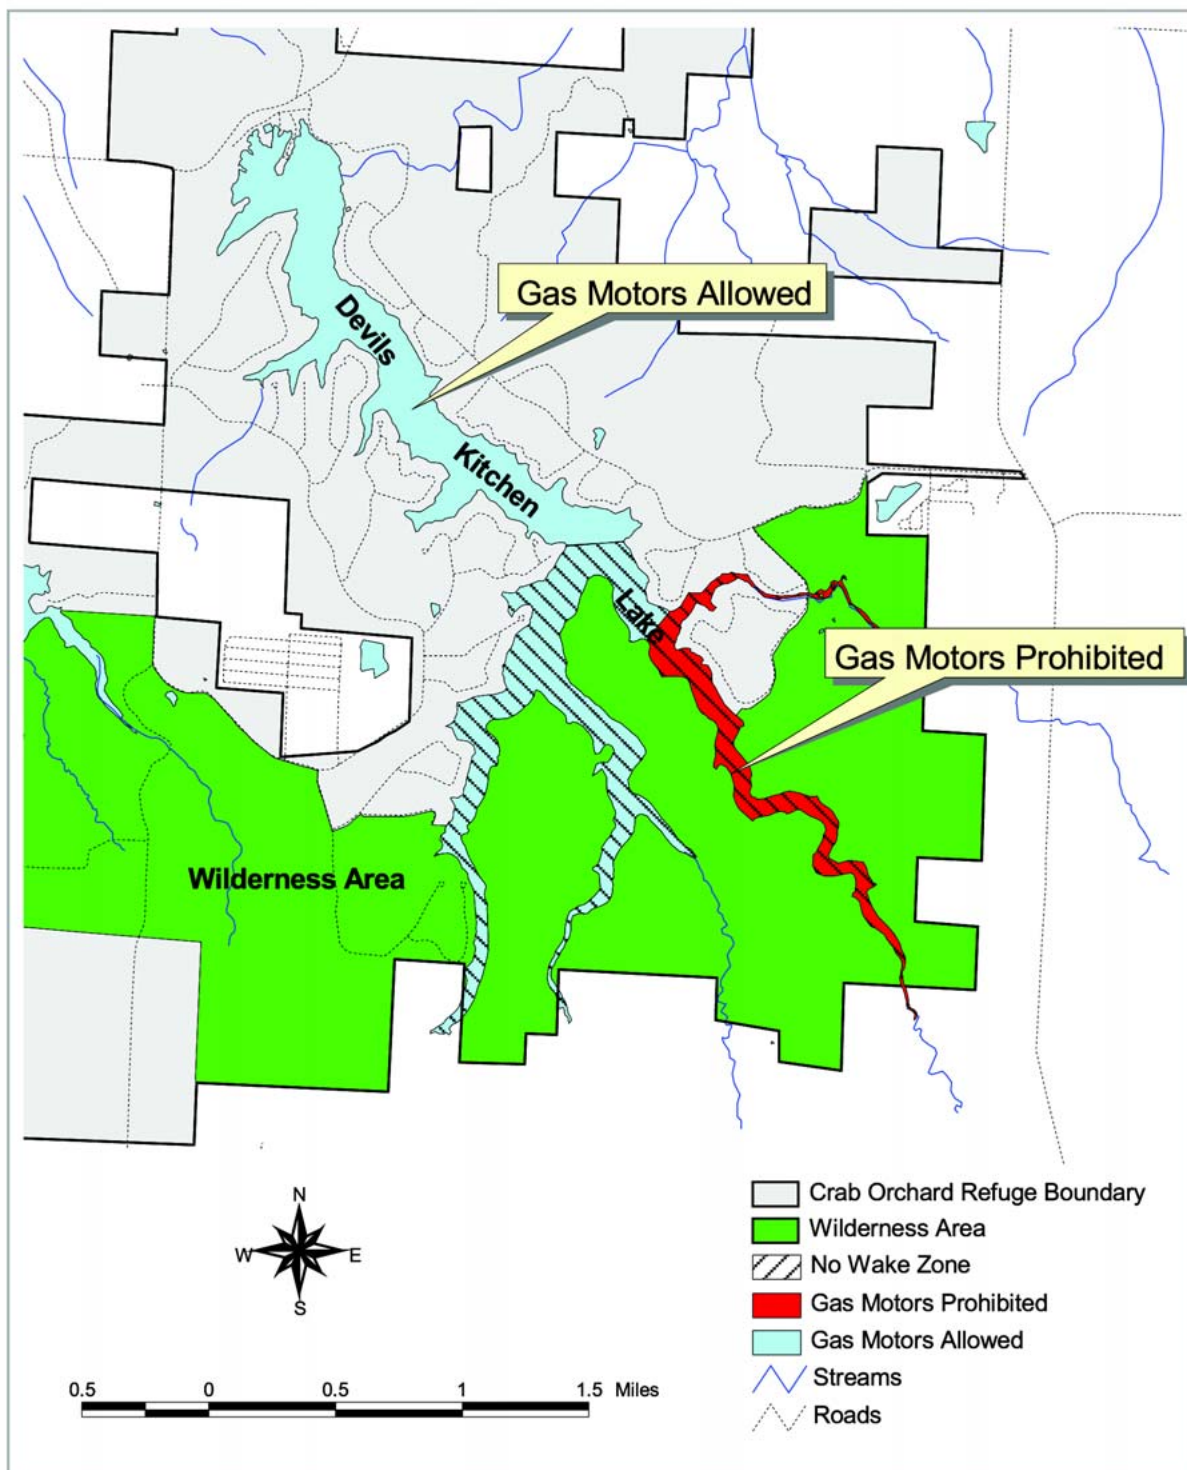 Gas Motors Allowed
Devils
Kitchen
Lake
Gas Motors Prohibited
Wilderness Area
N
W E
S
Crab Orchard Refuge Boundary
Wilderness Area
No Wake Zone
Gas Motors Prohibited
Gas Motors Allowed
Streams
Roads
0.5 0 0.5 1 1.5 Miles